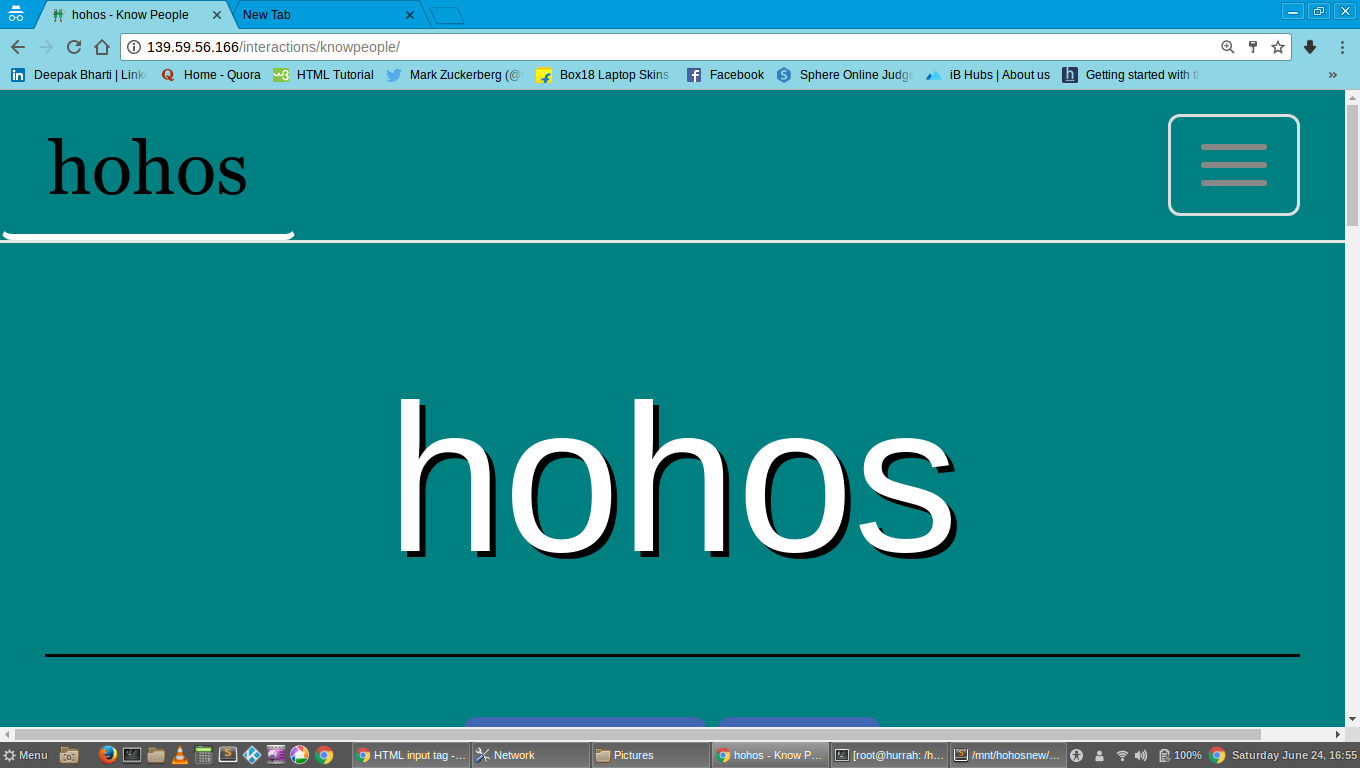 hohos - Know People
New Tab
139.59.56.166/interactions/knowpeople/
Deepak Bharti | Link
Home - Quora
HTML Tutorial
Mark Zuckerberg (@
Box18 Laptop Skins
Facebook
Sphere Online Judge
iB Hubs | About us
Getting started with t
hohos
hohos
Menu
HTML input tag -...
Network
Pictures
hohos - Know P...
[root@hurrah: /h...
/mnt/hohosnew/...
100%
Saturday June 24, 16:55